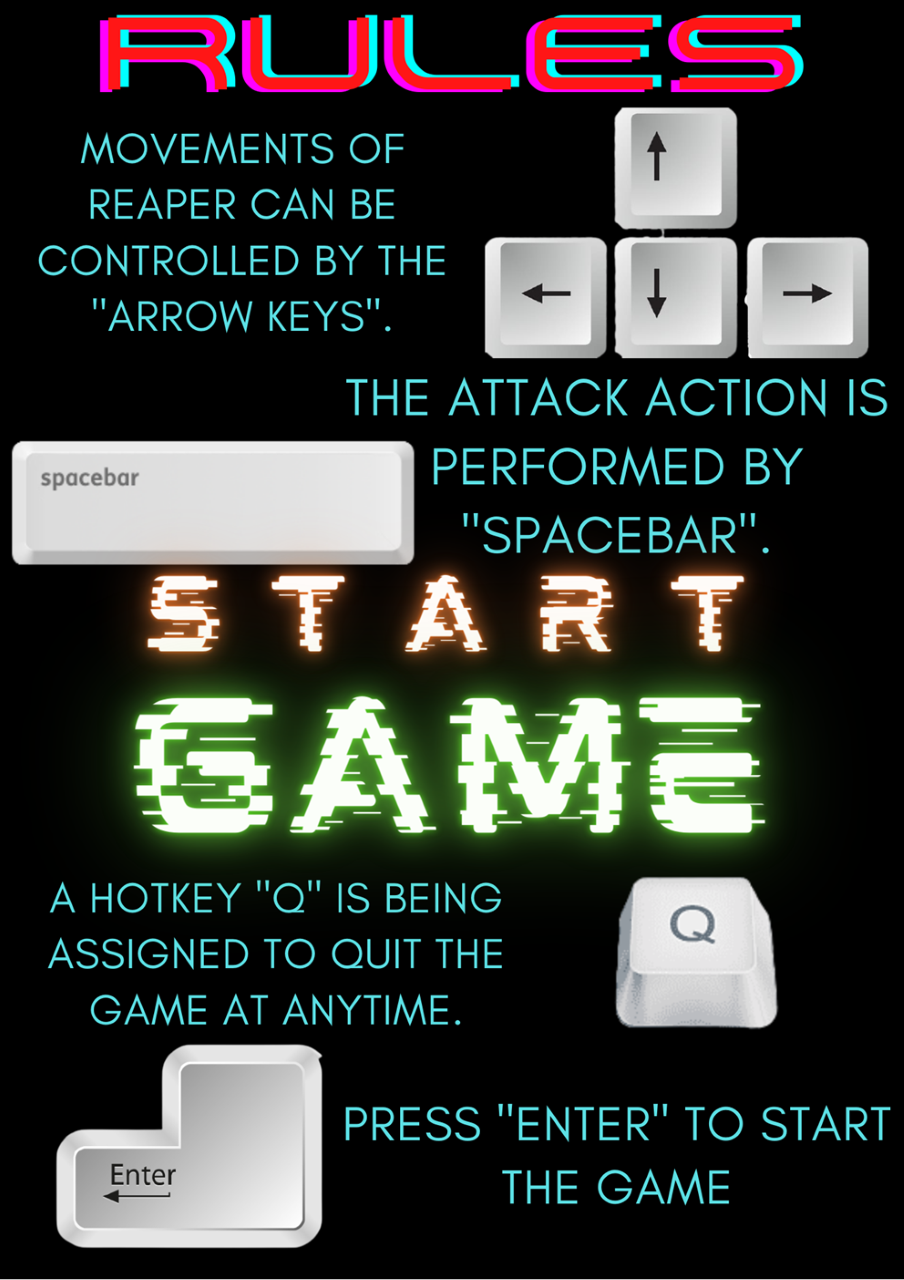 RULES
MOVEMENTS OF
REAPER CAN BE
CONTROLLED BY THE
"ARROW KEYS".
THE ATTACK ACTION IS
PERFORMED BY
"SPACEBAR".
spacebar
START
GAME
A HOTKEY "Q" IS BEING
ASSIGNED TO QUIT THE
GAME AT ANYTIME.
Q
Enter
PRESS "ENTER" TO START
THE GAME